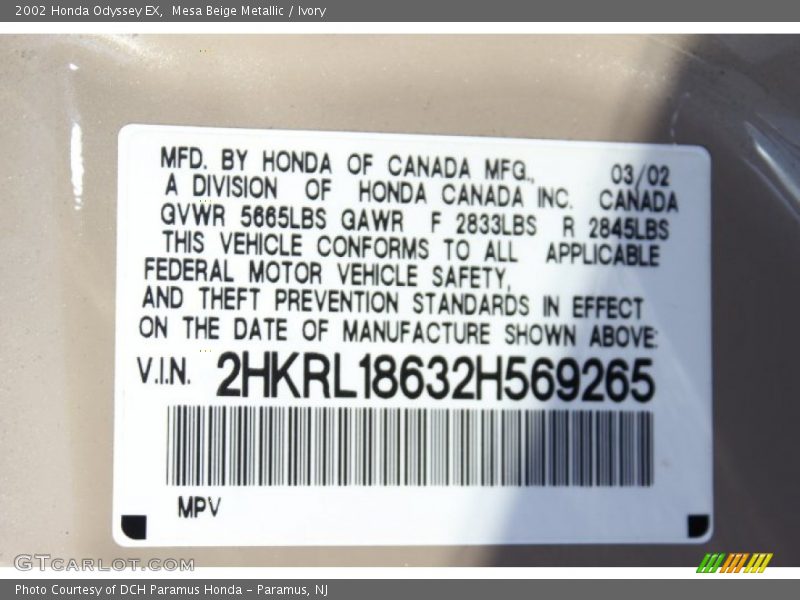 2002 Honda Odyssey EX, Mesa Beige Metallic / Ivory
MFD. BY HONDA OF CANADA MFG., 03/02
A DIVISION OF HONDA CANADA INC. CANADA
GVWR 5665LBS GAWR F 2833LBS R 2845LBS
THIS VEHICLE CONFORMS TO ALL APPLICABLE
FEDERAL MOTOR VEHICLE SAFETY,
AND THEFT PREVENTION STANDARDS IN EFFECT
ON THE DATE OF MANUFACTURE SHOWN ABOVE:
V.I.N. 2HKRL18632H569265
MPV
GTcarlot.com
Photo Courtesy of DCH Paramus Honda - Paramus, NJ